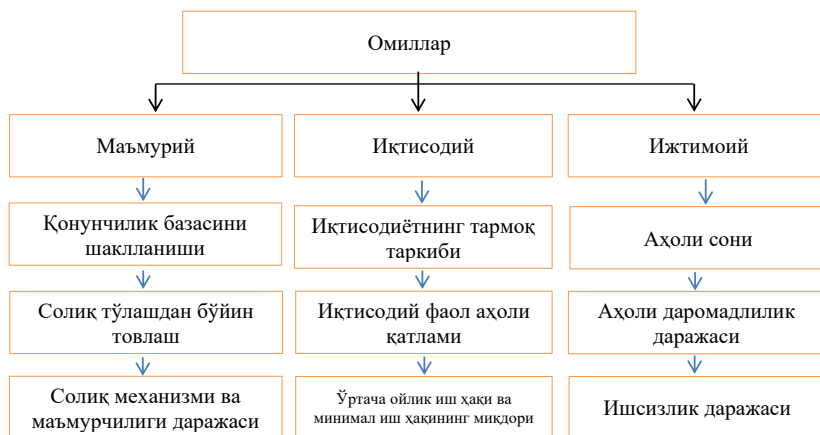 Омиллар
Маъмурий
Иқтисодий
Ижтимоий
Қонунчилик базасини
шаклланиши
Иқтисодиётнинг тармоқ
таркиби
Аҳоли сони
Солиқ тўлашдан бўйин
товлаш
Иқтисодий фаол аҳоли
қатлами
Аҳоли даромадлилик
даражаси
Солиқ механизми ва
маъмурчилиги даражаси
Ўртача ойлик иш ҳақи ва
минимал иш ҳақининг миқдори
Ишсизлик даражаси